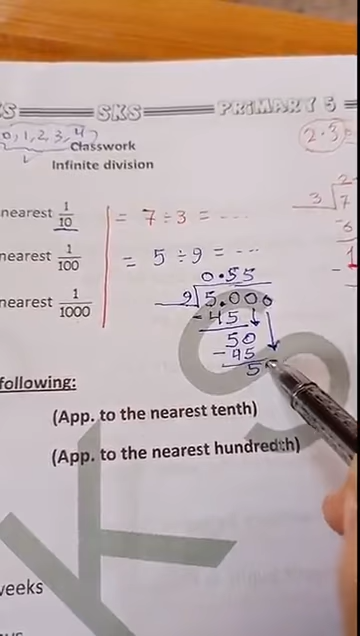 SKS PRIMARY 5
0, 1, 2, 3, 4
Classwork
Infinite division
2.3
nearest 1/10
= 7 ÷ 3 = ----
3 7
-6
1
nearest 1/100
= 5 ÷ 9 = ----
0.55
9 5.000
nearest 1/1000
-45
50
-45
50
following:
(App. to the nearest tenth)
(App. to the nearest hundredth)
weeks